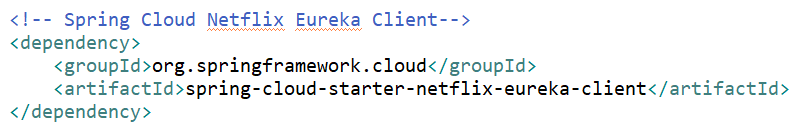 <!-- Spring Cloud Netflix Eureka Client-->
<dependency>
    <groupId>org.springframework.cloud</groupId>
    <artifactId>spring-cloud-starter-netflix-eureka-client</artifactId>
</dependency>